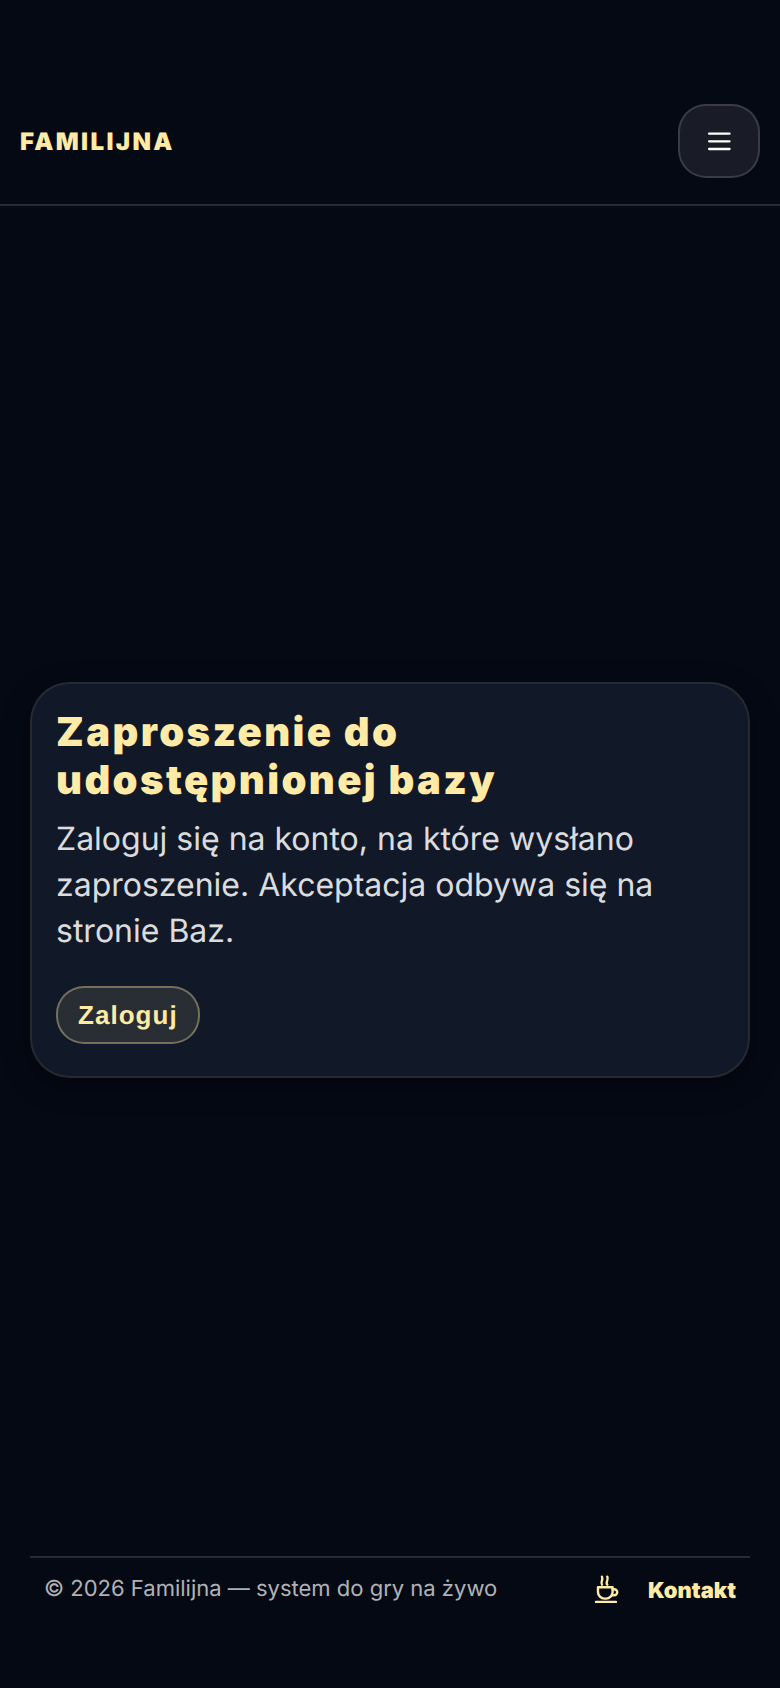 FAMILIJNA
Zaproszenie do
udostępnionej bazy
Zaloguj się na konto, na które wysłano
zaproszenie. Akceptacja odbywa się na
stronie Baz.
Zaloguj
© 2026 Familijna — system do gry na żywo
Kontakt